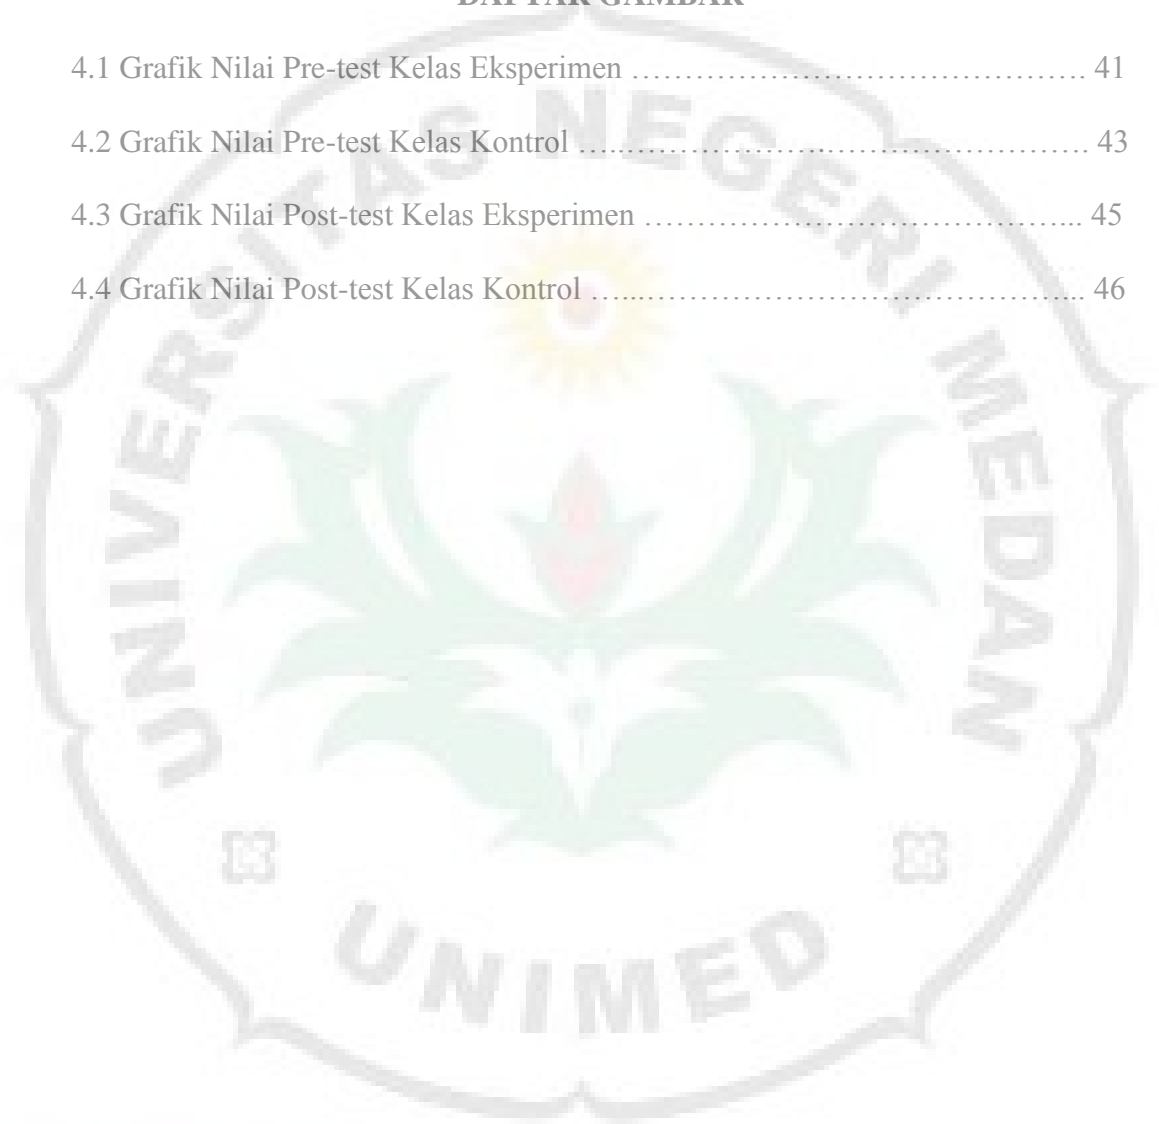 DAFTAR GAMBAR
4.1 Grafik Nilai Pre-test Kelas Eksperimen …………………………………………. 41
4.2 Grafik Nilai Pre-test Kelas Kontrol ….………………….……………………… 43
4.3 Grafik Nilai Post-test Kelas Eksperimen …………………………………... 45
4.4 Grafik Nilai Post-test Kelas Kontrol …...………………………………….... 46
UNIVERSITAS NEGERI MEDAN
UNIMED